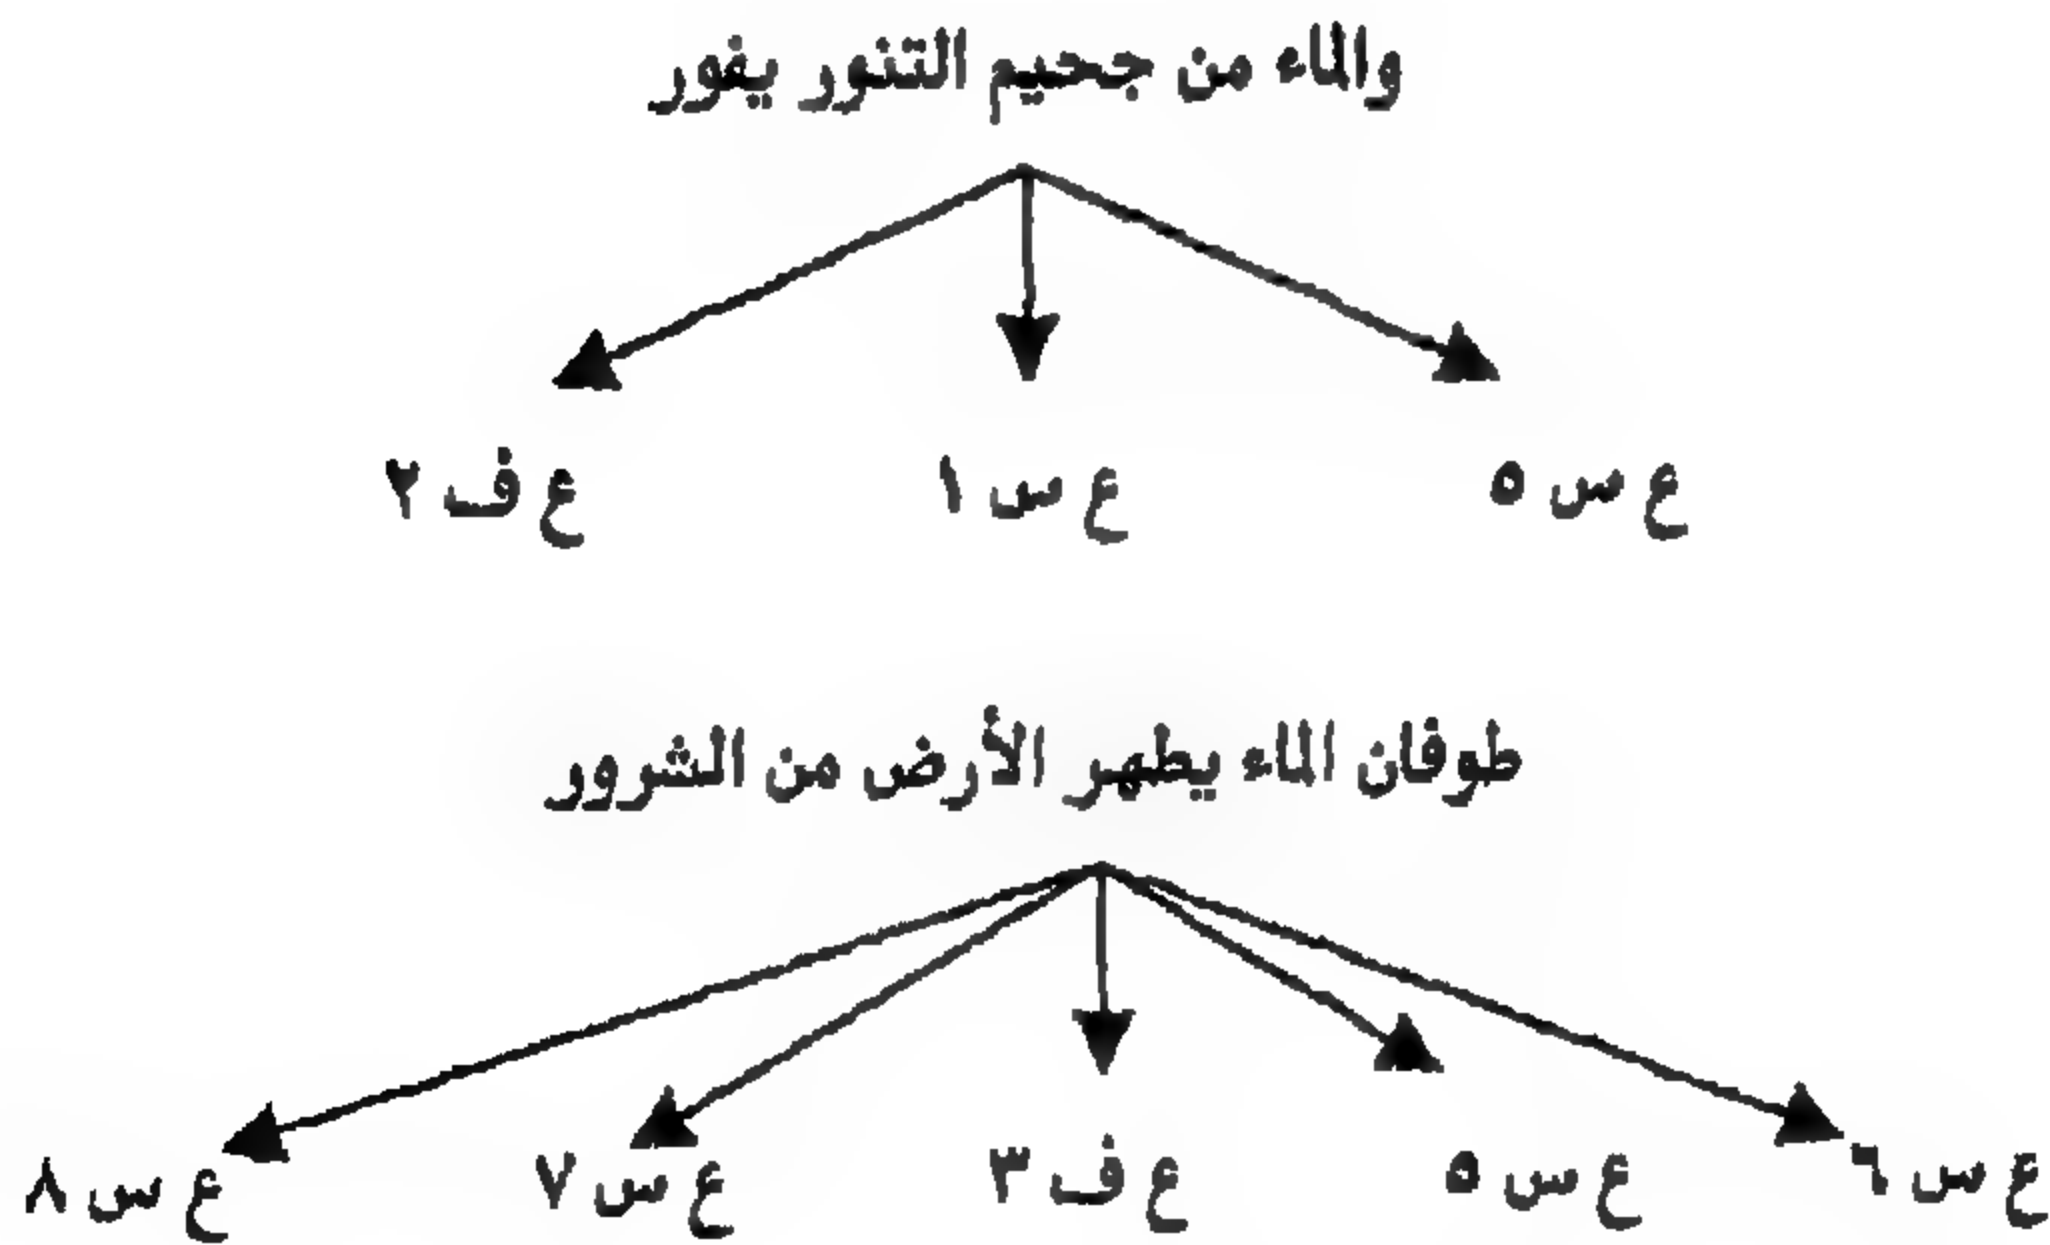 والماء من جحيم التنور يفور
ع س ٥ ع س ١ ع ف ٢
طوفان الماء يطهر الأرض من الشرور
ع س ٦ ع س ٥ ع ف ٣ ع س ٧ ع س ٨